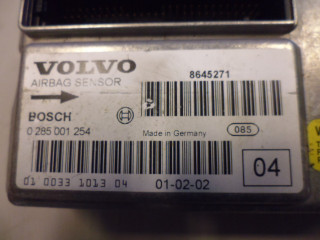 VOLVO
AIRBAG SENSOR
8645271
BOSCH
0 285 001 254
Made in Germany
085
04
01 0033 1013 04
01-02-02